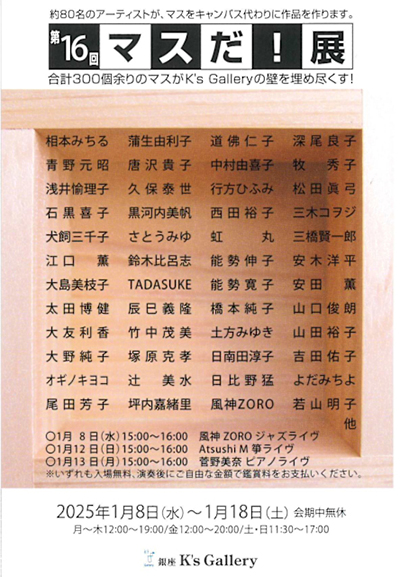 約80名のアーティストが、マスをキャンバス代わりに作品を作ります。
第16回 マスだ!展
合計300個余りのマスがK's Galleryの壁を埋め尽くす!
相本みちる 蒲生由利子 道佛仁子 深尾良子
青野元昭 唐沢貴子 中村由喜子 牧秀子
浅井愉理子 久保泰世 行方ひふみ 松田眞弓
石黒喜子 黒河内美帆 西田裕子 三木コヲジ
犬飼三千子 さとうみゆ 虹丸 三橋賢一郎
江口薫 鈴木比呂志 能勢伸子 安木洋平
大島美枝子 TADASUKE 能勢寛子 安田薫
太田博健 辰巳義隆 橋本純子 山口俊朗
大友利香 竹中茂美 土方みゆき 山田裕子
大野純子 塚原克孝 日南田淳子 吉田佑子
オギノキヨコ 辻美水 日比野猛 よだみちよ
尾田芳子 坪内嘉緒里 風神ZORO 若山明子
他
〇1月 8日(水)15:00〜16:00 風神 ZORO ジャズライヴ
〇1月12日(日)15:00〜16:00 Atsushi M 箏ライヴ
〇1月13日(月)15:00〜16:00 菅野美奈 ピアノライヴ
※いずれも入場無料、演奏後にご自由な金額で鑑賞料をお支払いください。
2025年1月8日(水)〜1月18日(土) 会期中無休
月〜木12:00〜19:00/金12:00〜20:00/土・日11:30〜17:00
銀座 K's Gallery